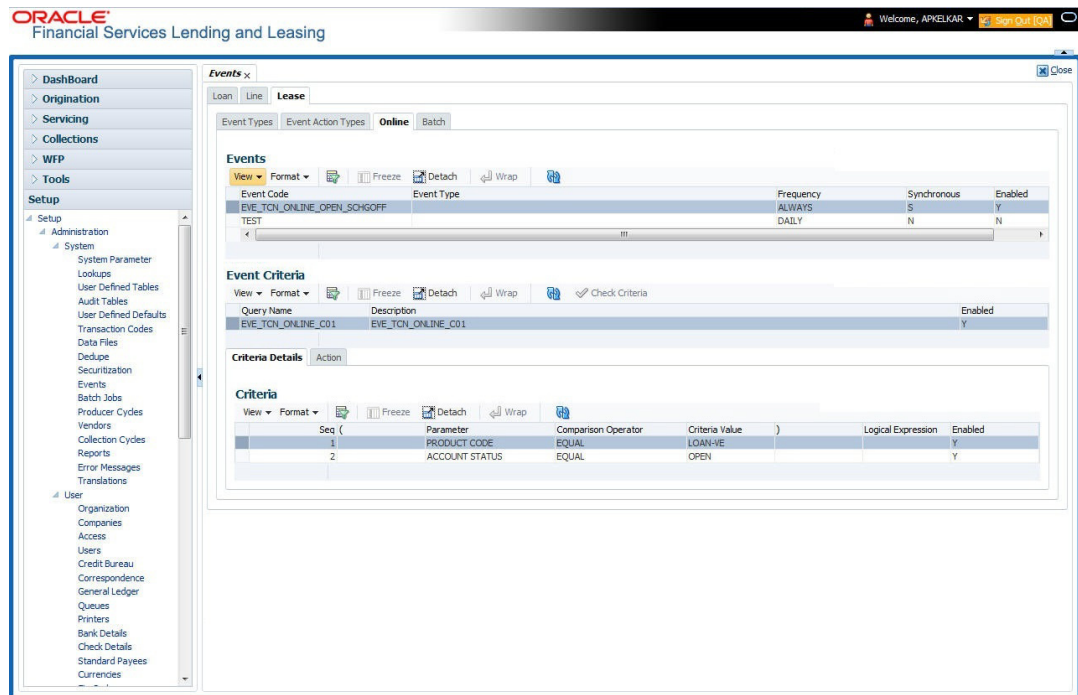 ORACLE
Financial Services Lending and Leasing
Welcome, APKELKAR
Sign Out [QA]
Close
DashBoard
Origination
Servicing
Collections
WFP
Tools
Setup
Setup
Administration
System
System Parameter
Lookups
User Defined Tables
Audit Tables
User Defined Defaults
Transaction Codes
Data Files
Dedupe
Securitization
Events
Batch Jobs
Producer Cycles
Vendors
Collection Cycles
Reports
Error Messages
Translations
User
Organization
Companies
Access
Users
Credit Bureau
Correspondence
General Ledger
Queues
Printers
Bank Details
Check Details
Standard Payees
Currencies
Events
Loan Line Lease
Event Types Event Action Types Online Batch
Events
View Format Freeze Detach Wrap
Event Code Event Type Frequency Synchronous Enabled
EVE_TCN_ONLINE_OPEN_SCHGOFF ALWAYS S Y
TEST DAILY N N
Event Criteria
View Format Freeze Detach Wrap Check Criteria
Query Name Description Enabled
EVE_TCN_ONLINE_C01 EVE_TCN_ONLINE_C01 Y
Criteria Details Action
Criteria
View Format Freeze Detach Wrap
Seq ( Parameter Comparison Operator Criteria Value ) Logical Expression Enabled
1 PRODUCT CODE EQUAL LOAN-VE Y
2 ACCOUNT STATUS EQUAL OPEN Y